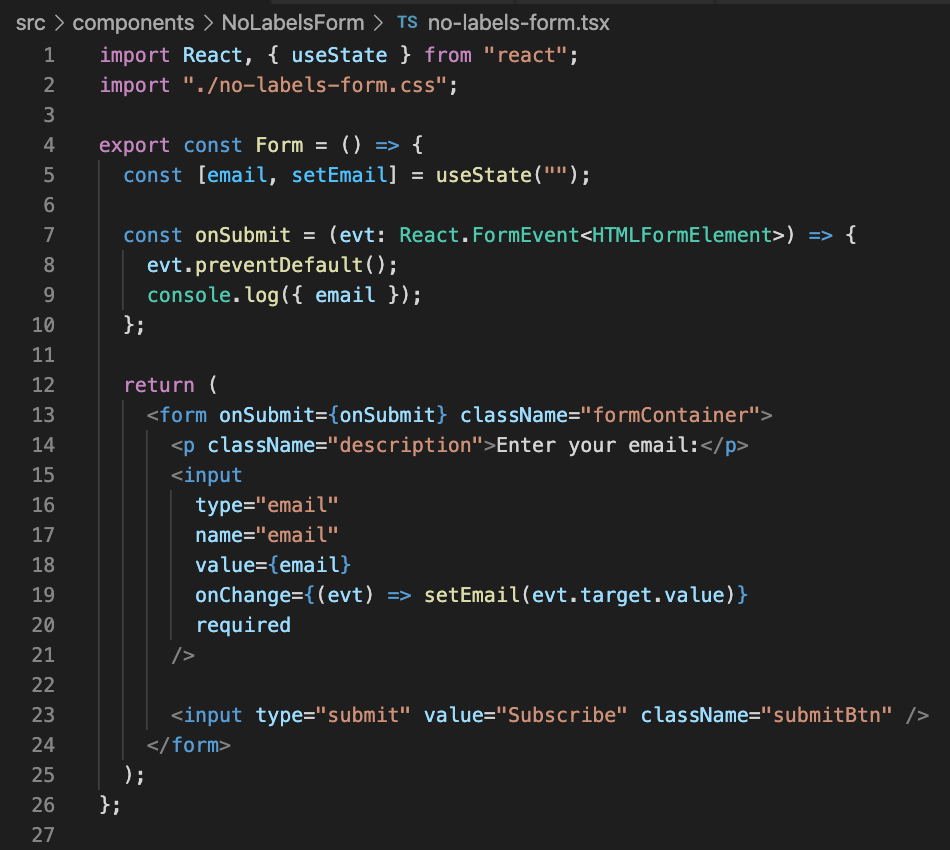 src > components > NoLabelsForm > TS no-labels-form.tsx
1 import React, { useState } from "react";
2 import "./no-labels-form.css";
3
4 export const Form = () => {
5   const [email, setEmail] = useState("");
6
7   const onSubmit = (evt: React.FormEvent<HTMLFormElement>) => {
8     evt.preventDefault();
9     console.log({ email });
10   };
11
12   return (
13     <form onSubmit={onSubmit} className="formContainer">
14       <p className="description">Enter your email:</p>
15       <input
16         type="email"
17         name="email"
18         value={email}
19         onChange={(evt) => setEmail(evt.target.value)}
20         required
21       />
22
23       <input type="submit" value="Subscribe" className="submitBtn" />
24     </form>
25   );
26 };
27